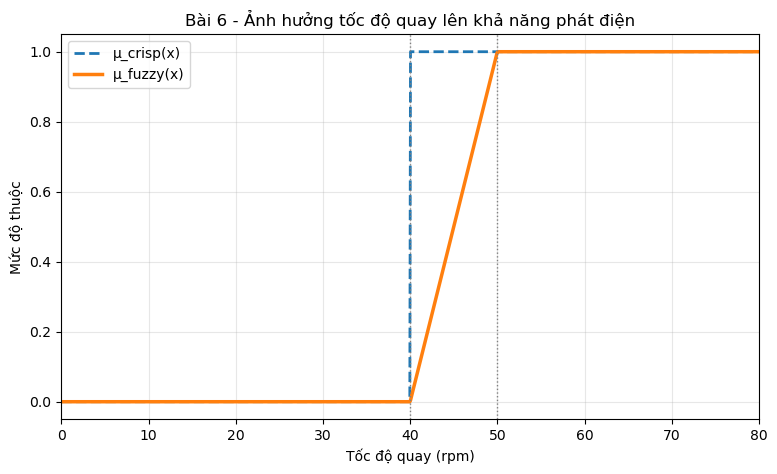 Bài 6 - Ảnh hưởng tốc độ quay lên khả năng phát điện
μ_crisp(x)
μ_fuzzy(x)
Mức độ thuộc
1.0
0.8
0.6
0.4
0.2
0.0
0 10 20 30 40 50 60 70 80
Tốc độ quay (rpm)